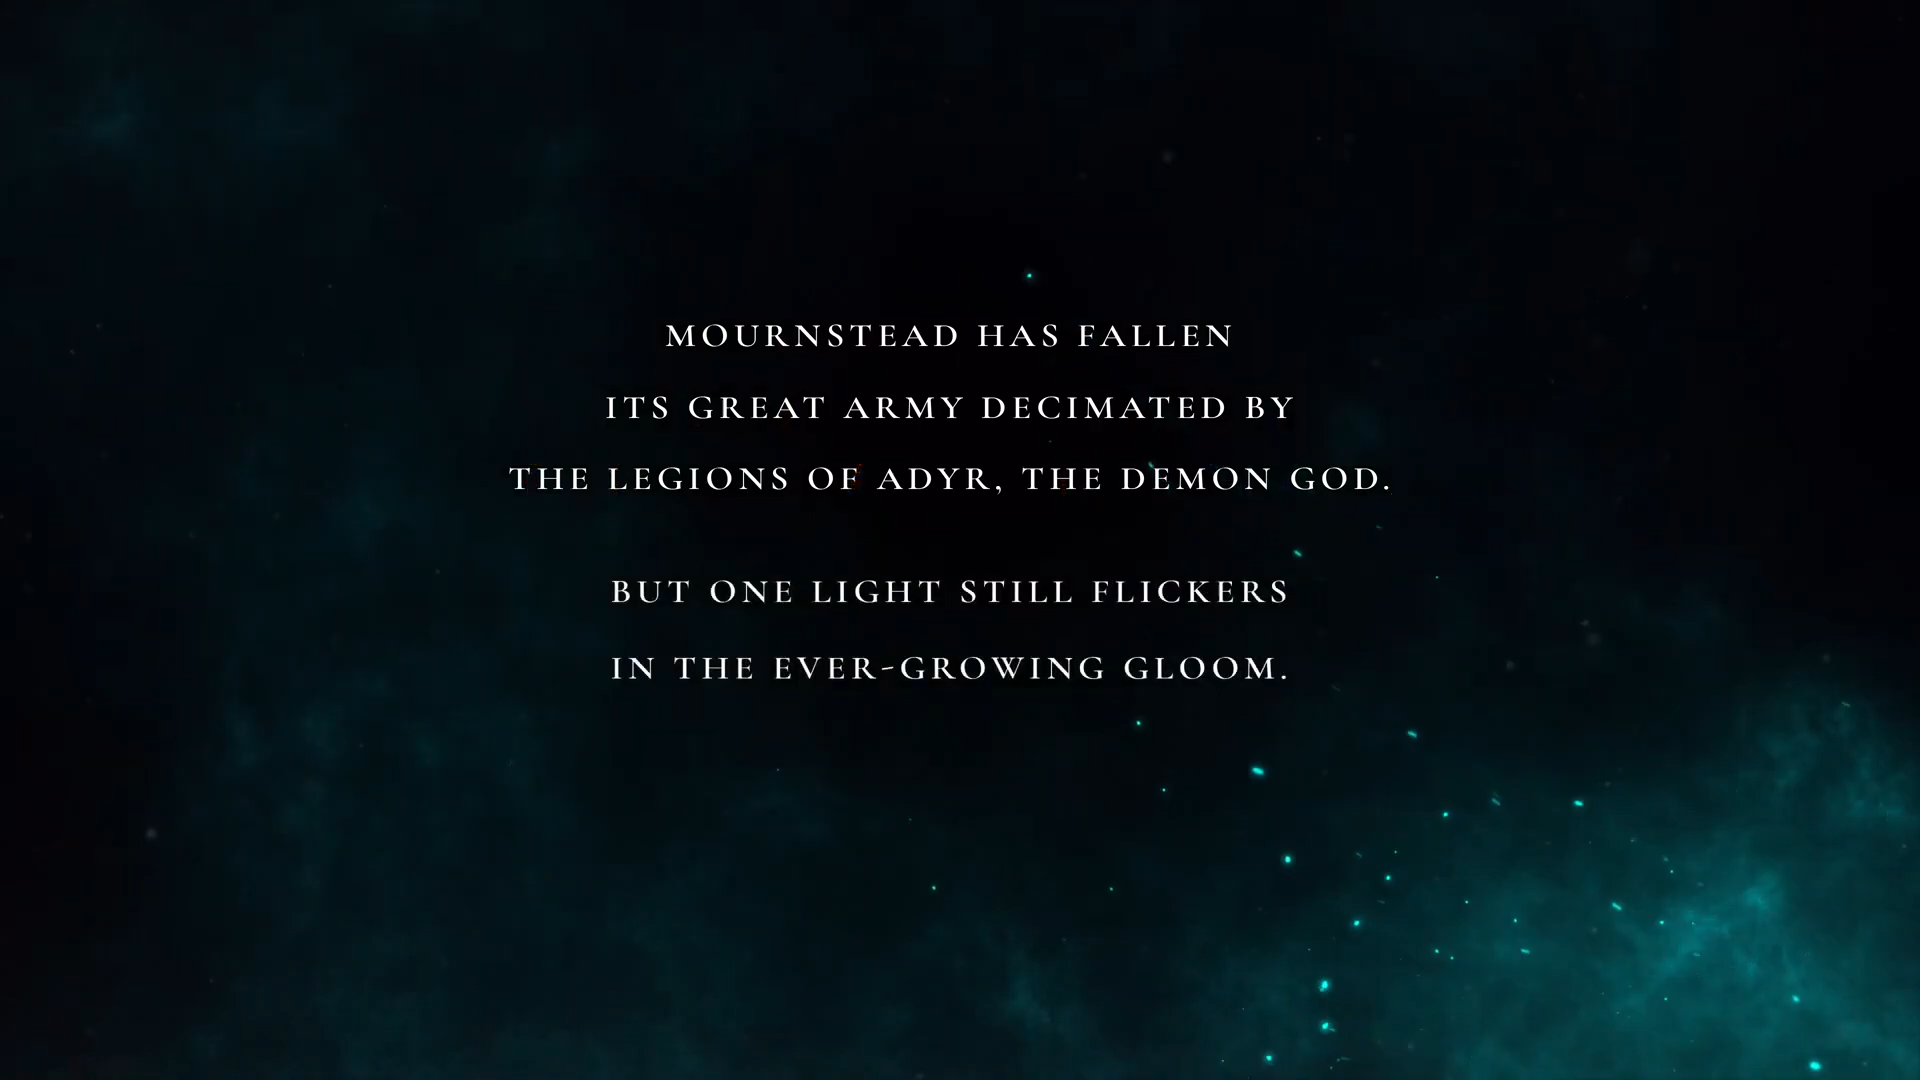 MOURNSTEAD HAS FALLEN
ITS GREAT ARMY DECIMATED BY
THE LEGIONS OF ADYR, THE DEMON GOD.
BUT ONE LIGHT STILL FLICKERS
IN THE EVER-GROWING GLOOM.